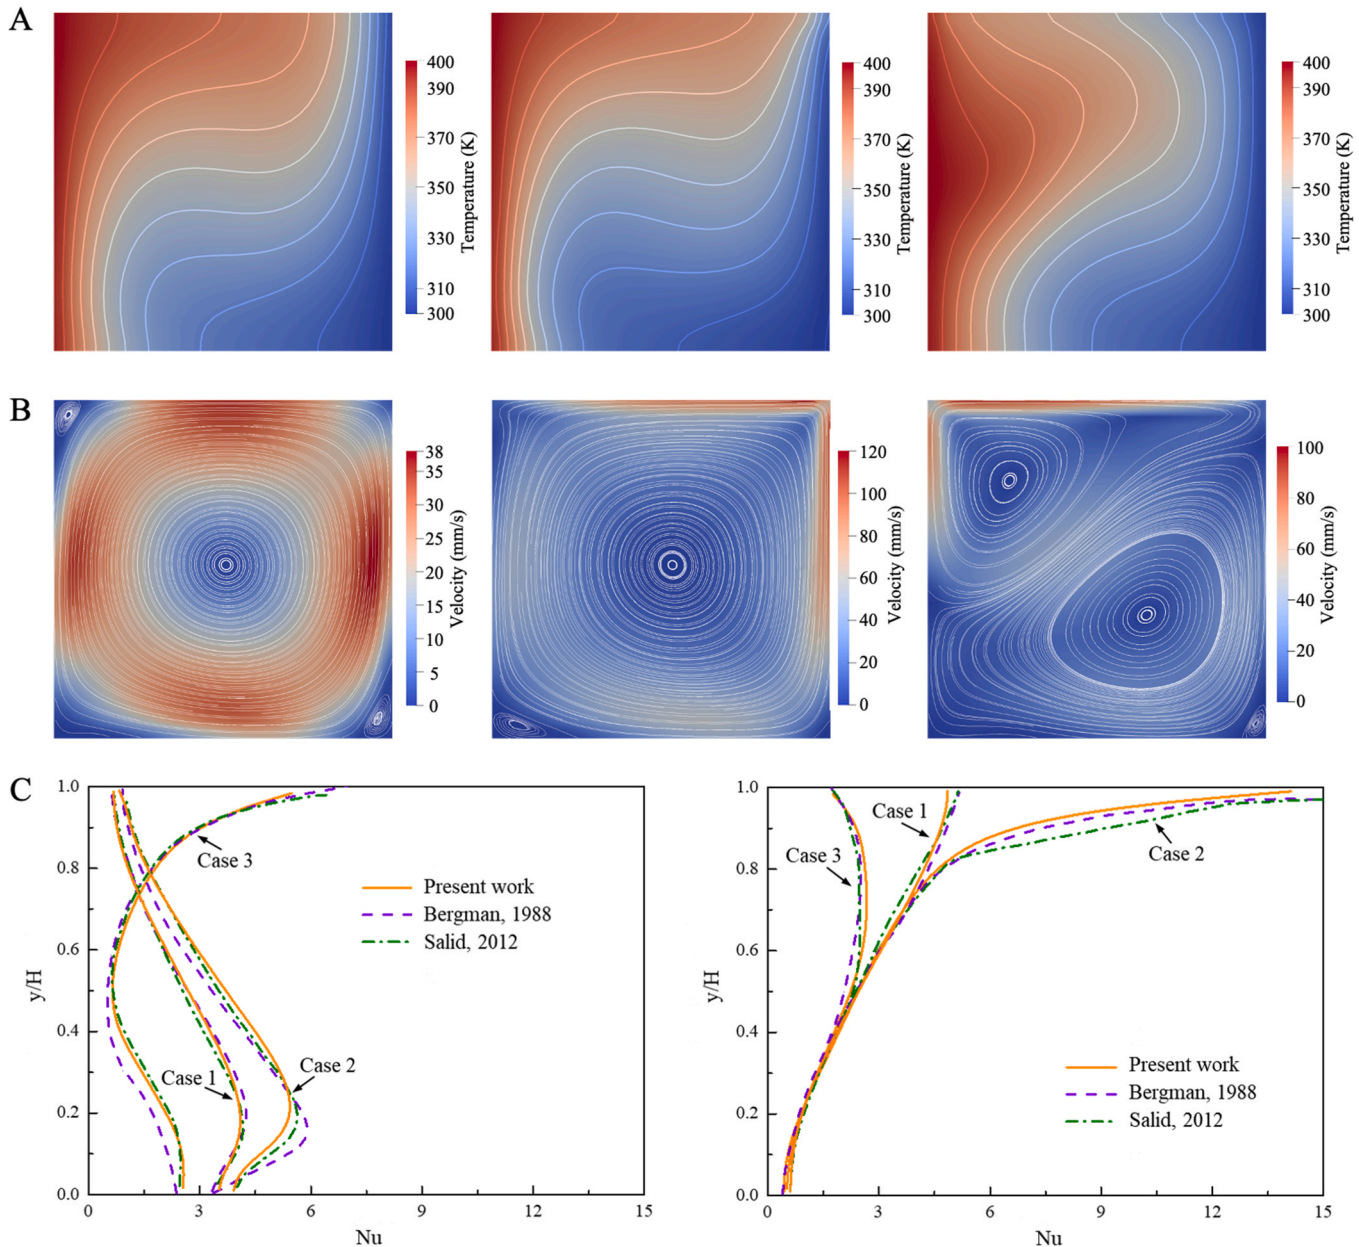 A
400
390
370
350
330
310
300
Temperature (K)
400
390
370
350
330
310
300
Temperature (K)
400
390
370
350
330
310
300
Temperature (K)
B
38
35
30
25
20
15
10
5
0
Velocity (mm/s)
120
100
80
60
40
20
0
Velocity (mm/s)
100
80
60
40
20
0
Velocity (mm/s)
C
1.0
0.8
0.6
0.4
0.2
0.0
y/H
Case 3
Present work
Bergman, 1988
Salid, 2012
Case 1
Case 2
0 3 6 9 12 15
Nu
1.0
0.8
0.6
0.4
0.2
0.0
y/H
Case 1
Case 3
Case 2
Present work
Bergman, 1988
Salid, 2012
0 3 6 9 12 15
Nu